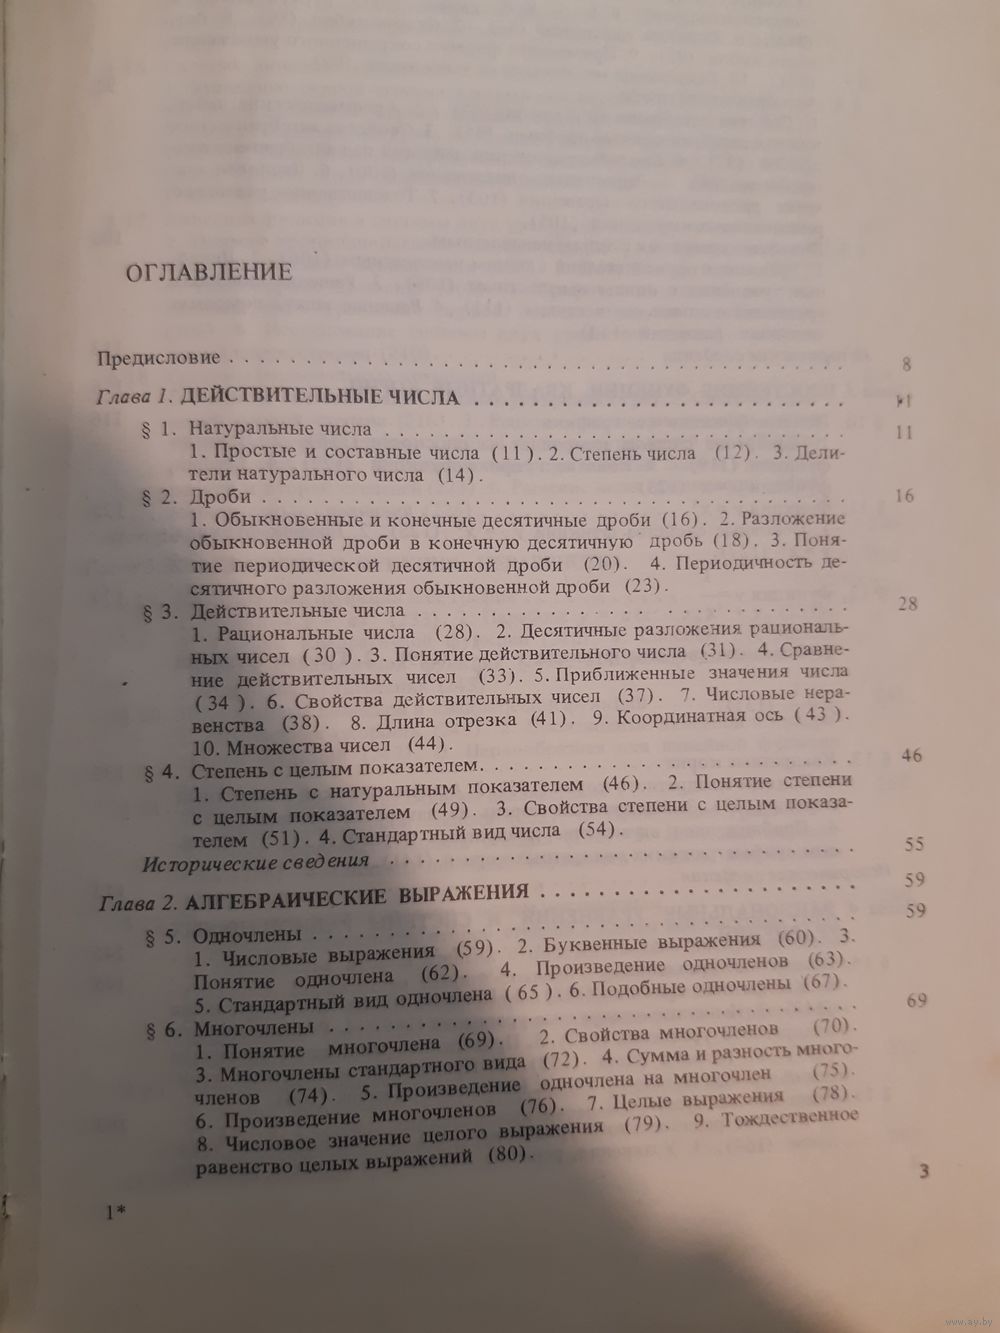 ОГЛАВЛЕНИЕ
Предисловие . . . . . . . . . . . . . . . . . . . . . . . . . . . . . . 8
Глава 1. ДЕЙСТВИТЕЛЬНЫЕ ЧИСЛА . . . . . . . . . . . . . . . . . . . . 11
§ 1. Натуральные числа . . . . . . . . . . . . . . . . . . . . . . . . 11
1. Простые и составные числа (11). 2. Степень числа (12). 3. Дели-
тели натурального числа (14).
§ 2. Дроби . . . . . . . . . . . . . . . . . . . . . . . . . . . . . . 16
1. Обыкновенные и конечные десятичные дроби (16). 2. Разложение
обыкновенной дроби в конечную десятичную дробь (18). 3. Поня-
тие периодической десятичной дроби (20). 4. Периодичность де-
сятичного разложения обыкновенной дроби (23).
§ 3. Действительные числа . . . . . . . . . . . . . . . . . . . . . . 28
1. Рациональные числа (28). 2. Десятичные разложения рациональ-
ных чисел (30). 3. Понятие действительного числа (31). 4. Сравне-
ние действительных чисел (33). 5. Приближенные значения числа
(34). 6. Свойства действительных чисел (37). 7. Числовые нера-
венства (38). 8. Длина отрезка (41). 9. Координатная ось (43).
10. Множества чисел (44).
§ 4. Степень с целым показателем. . . . . . . . . . . . . . . . . . . 46
1. Степень с натуральным показателем (46). 2. Понятие степени
с целым показателем (49). 3. Свойства степени с целым показа-
телем (51). 4. Стандартный вид числа (54).
Исторические сведения . . . . . . . . . . . . . . . . . . . . . . . . 55
Глава 2. АЛГЕБРАИЧЕСКИЕ ВЫРАЖЕНИЯ . . . . . . . . . . . . . . . . . . 59
§ 5. Одночлены . . . . . . . . . . . . . . . . . . . . . . . . . . . . 59
1. Числовые выражения (59). 2. Буквенные выражения (60). 3.
Понятие одночлена (62). 4. Произведение одночленов (63).
5. Стандартный вид одночлена (65). 6. Подобные одночлены (67).
§ 6. Многочлены . . . . . . . . . . . . . . . . . . . . . . . . . . . 69
1. Понятие многочлена (69). 2. Свойства многочленов (70).
3. Многочлены стандартного вида (72). 4. Сумма и разность много-
членов (74). 5. Произведение одночлена на многочлен (75).
6. Произведение многочленов (76). 7. Целые выражения (78).
8. Числовое значение целого выражения (79). 9. Тождественное
равенство целых выражений (80).
3
1*
www.ay.by